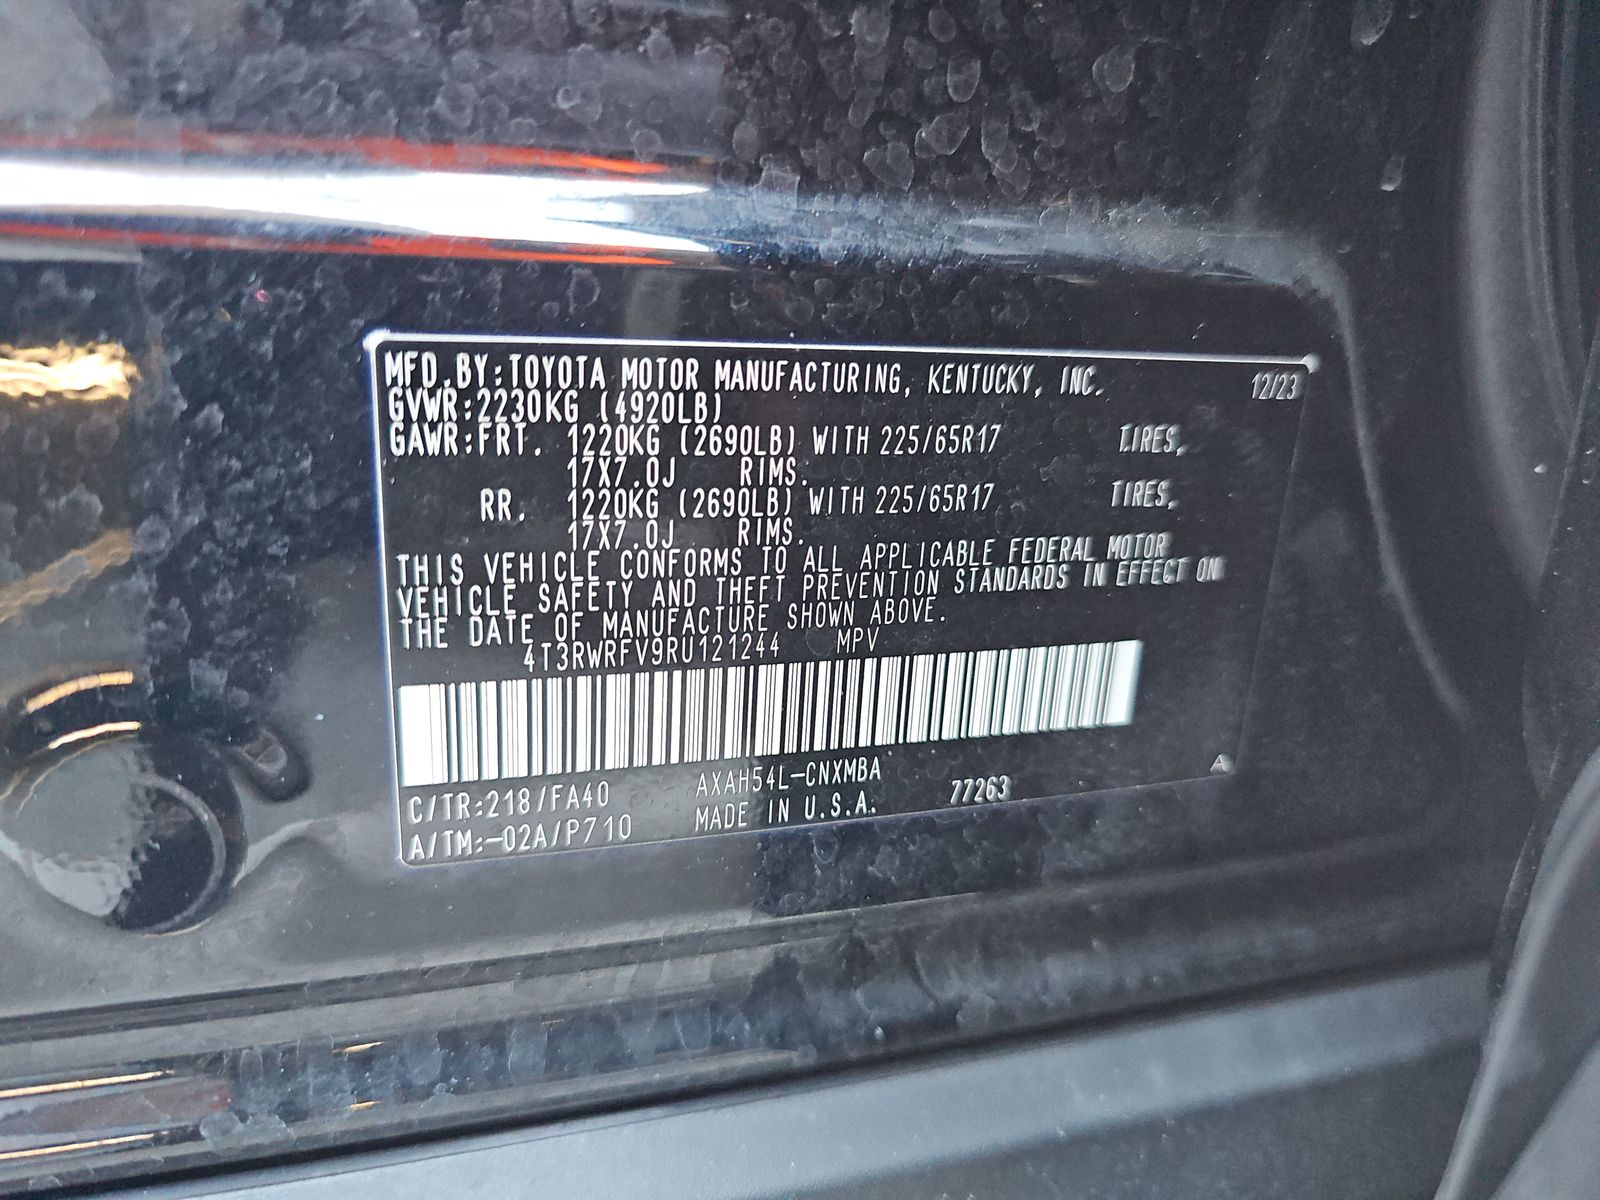 MFD.BY:TOYOTA MOTOR MANUFACTURING, KENTUCKY, INC. 12/23
GVWR:2230KG (4920LB)
GAWR:FRT. 1220KG (2690LB) WITH 225/65R17 TIRES,
17X7.0J RIMS.
RR. 1220KG (2690LB) WITH 225/65R17 TIRES,
17X7.0J RIMS.
THIS VEHICLE CONFORMS TO ALL APPLICABLE FEDERAL MOTOR
VEHICLE SAFETY AND THEFT PREVENTION STANDARDS IN EFFECT ON
THE DATE OF MANUFACTURE SHOWN ABOVE.
4T3RWRFV9RU121244 MPV
C/TR:218/FA40 AXAH54L-CNXMBA 77263 A
A/TM:-02A/P710 MADE IN U.S.A.